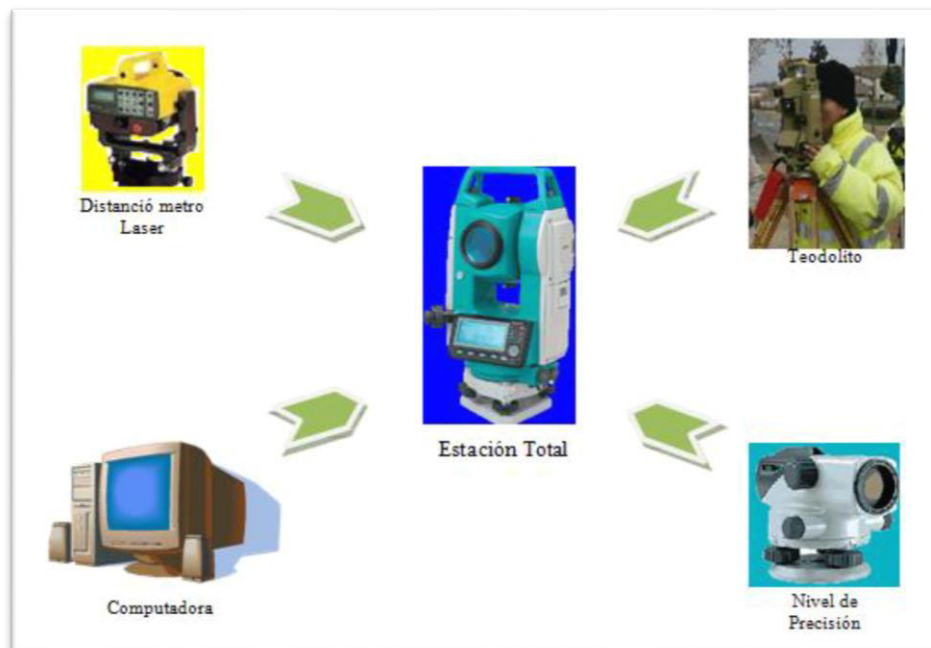 Distanció metro
Laser
Teodolito
Estación Total
Computadora
Nivel de
Precisión